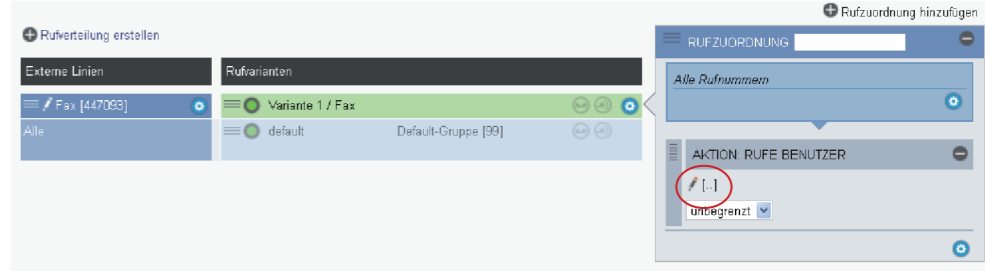 Rufzuordnung hinzufügen
Rufverteilung erstellen
RUFZUORDNUNG
Externe Linien
Rufvarianten
Alle Rufnummern
Fax [447093]
Variante 1 / Fax
Alle
default Default-Gruppe [99]
AKTION: RUFE BENUTZER
[..]
unbegrenzt